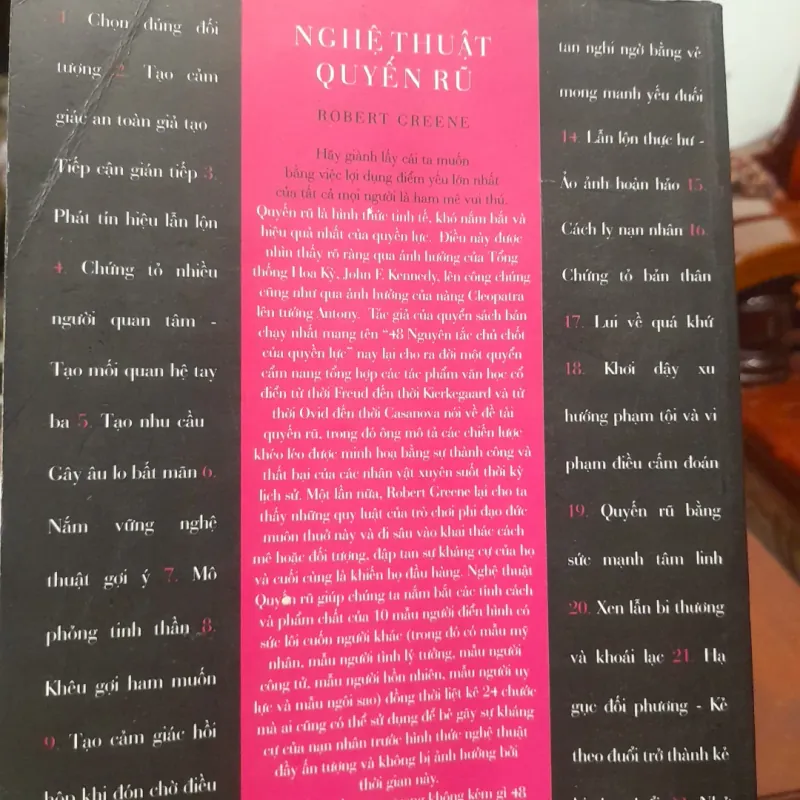 1. Chọn đúng đối
tượng 2. Tạo cảm
giác an toàn giả tạo
Tiếp cận gián tiếp 3.
Phát tín hiệu lẫn lộn
4. Chứng tỏ nhiều
người quan tâm -
Tạo mối quan hệ tay
ba 5. Tạo nhu cầu
Gây âu lo bất mãn 6.
Nắm vững nghệ
thuật gợi ý 7. Mô
phỏng tinh thần 8.
Khêu gợi ham muốn
9. Tạo cảm giác hồi
hộp khi đón chờ điều
NGHỆ THUẬT
QUYẾN RŨ
ROBERT GREENE
Hãy giành lấy cái ta muốn
bằng việc lợi dụng điểm yếu lớn nhất
của tất cả mọi người là ham mê vui thú.
Quyến rũ là hình thức tinh tế, khó nắm bắt và
hiệu quả nhất của quyền lực. Điều này được
nhìn thấy rõ ràng qua ảnh hưởng của Tổng
thống Hoa Kỳ, John F. Kennedy, lên công chúng
cũng như qua ảnh hưởng của nàng Cleopatra
lên tướng Antony. Tác giả của quyển sách bán
chạy nhất mang tên “48 Nguyên tắc chủ chốt
của quyền lực” nay lại cho ra đời một quyển
cẩm nang tổng hợp các tác phẩm văn học cổ
điển từ thời Freud đến thời Kierkegaard và từ
thời Ovid đến thời Casanova nói về đề tài
quyến rũ, trong đó ông mô tả các chiến lược
khéo léo được minh hoạ bằng sự thành công và
thất bại của các nhân vật xuyên suốt thời kỳ
lịch sử. Một lần nữa, Robert Greene lại cho ta
thấy những quy luật của trò chơi phi đạo đức
muôn thuở này và đi sâu vào khai thác cách
mê hoặc đối tượng, đập tan sự kháng cự của họ
và cuối cùng là khiến họ đầu hàng. Nghệ thuật
Quyến rũ giúp chúng ta nắm bắt các tính cách
và phẩm chất của 10 mẫu người điển hình có
sức lôi cuốn người khác (trong đó có mẫu mỹ
nhân, mẫu người tình lý tưởng, mẫu người
công tử, mẫu người hồn nhiên, mẫu người uy
lực và mẫu ngôi sao) đồng thời liệt kê 24 chước
mà ai cũng có thể sử dụng để bẻ gãy sự kháng
cự của nạn nhân trước hình thức nghệ thuật
đầy ấn tượng và không bị ảnh hưởng bởi
thời gian này.
không kém gì 48
tan nghi ngờ bằng vẻ
mong manh yếu đuối
14. Lẫn lộn thực hư -
Ảo ảnh hoàn hảo 15.
Cách ly nạn nhân 16.
Chứng tỏ bản thân
17. Lui về quá khứ
18. Khơi dậy xu
hướng phạm tội và vi
phạm điều cấm đoán
19. Quyến rũ bằng
sức mạnh tâm linh
20. Xen lẫn bi thương
và khoái lạc 21. Hạ
gục đối phương - Kẻ
theo đuổi trở thành kẻ